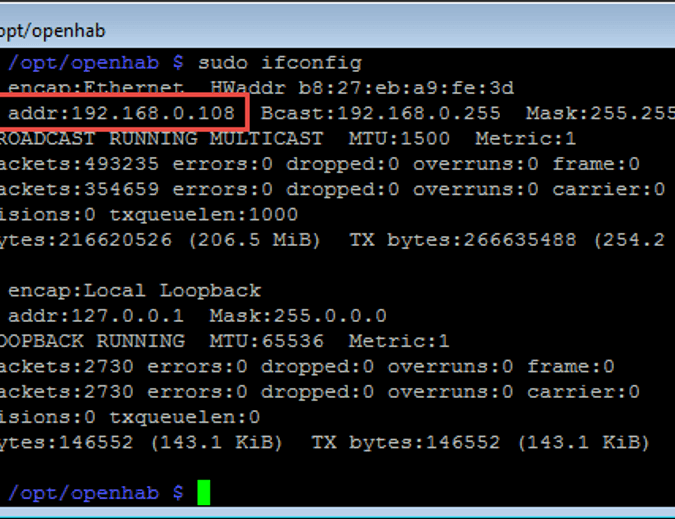 opt/openhab
/opt/openhab $ sudo ifconfig
encap:Ethernet HWaddr b8:27:eb:a9:fe:3d
addr:192.168.0.108 Bcast:192.168.0.255 Mask:255.255
ROADCAST RUNNING MULTICAST MTU:1500 Metric:1
ackets:493235 errors:0 dropped:0 overruns:0 frame:0
ackets:354659 errors:0 dropped:0 overruns:0 carrier:0
isions:0 txqueuelen:1000
ytes:216620526 (206.5 MiB) TX bytes:266635488 (254.2
encap:Local Loopback
addr:127.0.0.1 Mask:255.0.0.0
OOPBACK RUNNING MTU:65536 Metric:1
ackets:2730 errors:0 dropped:0 overruns:0 frame:0
ackets:2730 errors:0 dropped:0 overruns:0 carrier:0
isions:0 txqueuelen:0
ytes:146552 (143.1 KiB) TX bytes:146552 (143.1 KiB)
/opt/openhab $